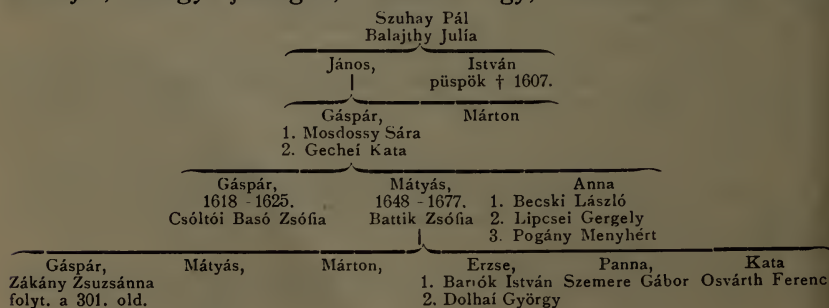 Szuhay Pál
Balajthy Julía
János, István
püspök † 1607.
Gáspár, Márton
1. Mosdossy Sára
2. Gecheí Kata
Gáspár, Mátyás, Anna
1618 - 1625. 1648 - 1677. 1. Becski László
Csóltói Basó Zsófia Battik Zsófia 2. Lipcsei Gergely
3. Pogány Menyhért
Gáspár, Mátyás, Márton, Erzse, Panna, Kata
Zákány Zsuzsánna 1. Bartók István Szemere Gábor Osvárth Ferenc
folyt. a 301. old. 2. Dolhaí György